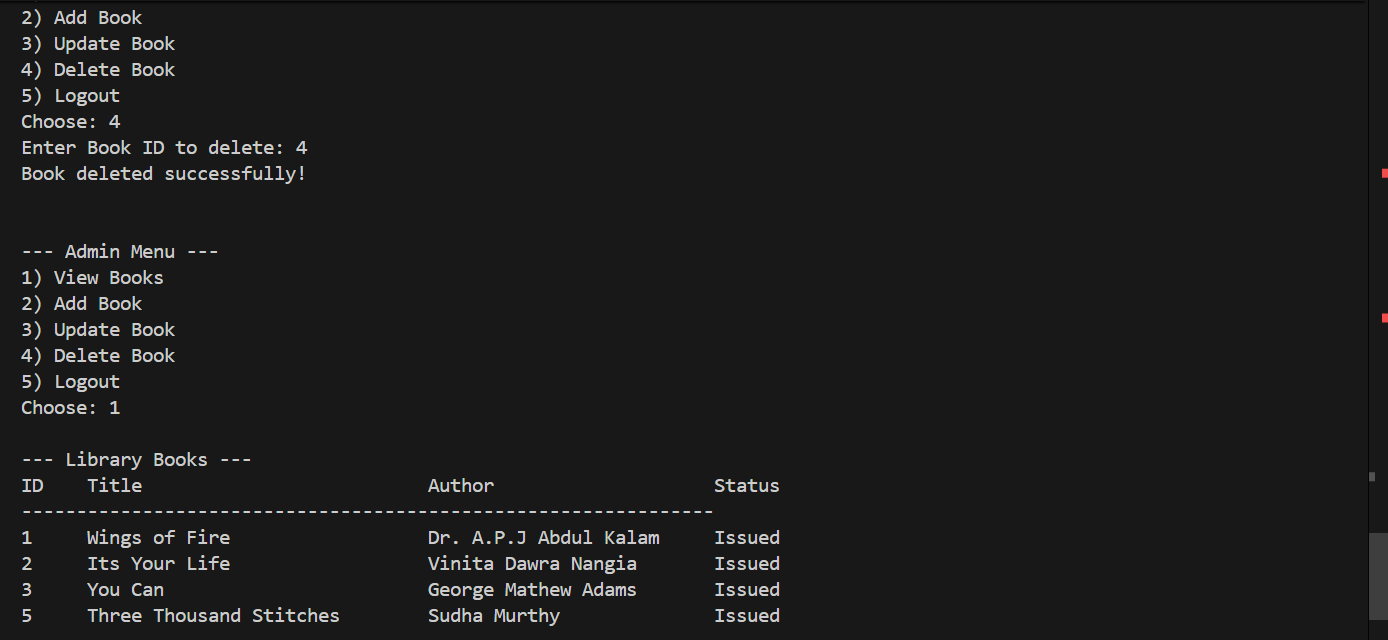 2) Add Book
3) Update Book
4) Delete Book
5) Logout
Choose: 4
Enter Book ID to delete: 4
Book deleted successfully!
--- Admin Menu ---
1) View Books
2) Add Book
3) Update Book
4) Delete Book
5) Logout
Choose: 1
--- Library Books ---
ID    Title                          Author                    Status
---------------------------------------------------------------
1     Wings of Fire                  Dr. A.P.J Abdul Kalam     Issued
2     Its Your Life                  Vinita Dawra Nangia       Issued
3     You Can                        George Mathew Adams       Issued
5     Three Thousand Stitches        Sudha Murthy              Issued